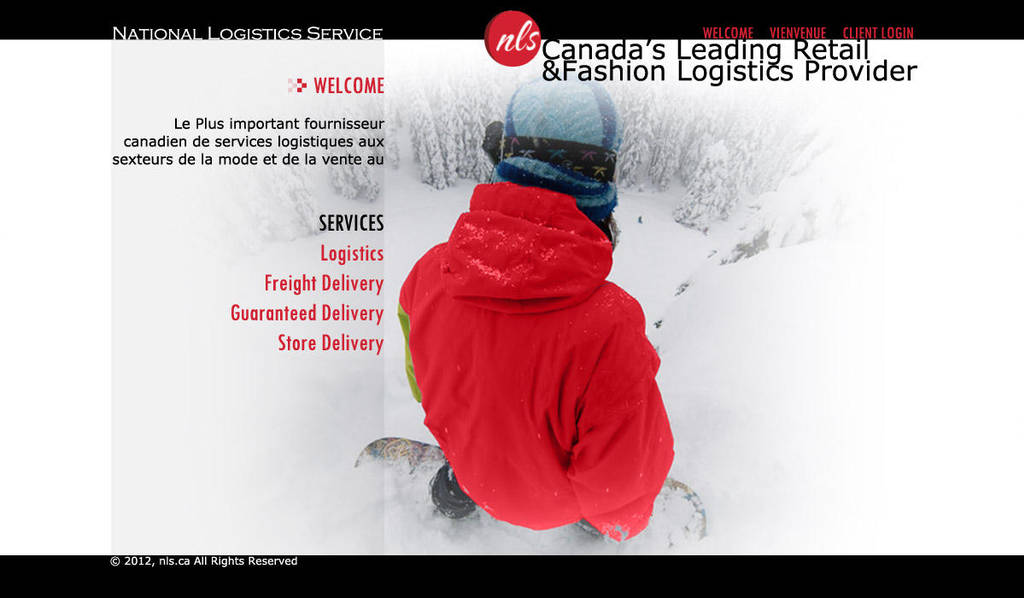 National Logistics Service
nls
WELCOME VIENVENUE CLIENT LOGIN
Canada's Leading Retail
&Fashion Logistics Provider
WELCOME
Le Plus important fournisseur
canadien de services logistiques aux
sexteurs de la mode et de la vente au
SERVICES
Logistics
Freight Delivery
Guaranteed Delivery
Store Delivery
© 2012, nls.ca All Rights Reserved